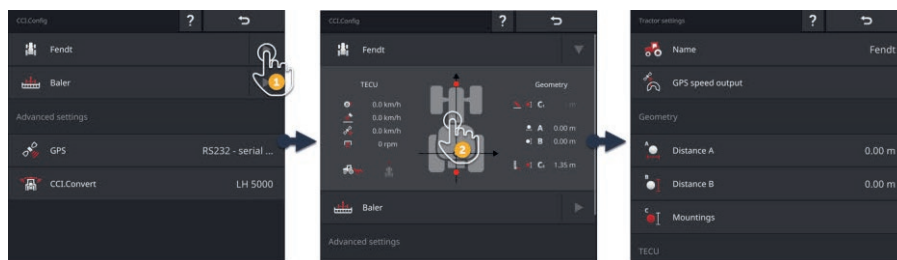 CCI.Config
?
Fendt
1
Baler
Advanced settings
GPS RS232 - serial ...
CCI.Convert LH 5000
CCI.Config
?
Fendt
TECU Geometry
0.0 km/h C. m
0.0 km/h
0.0 km/h A 0.00 m
0 rpm B 0.00 m
2
C. 1.35 m
Baler
Advanced settings
Tractor settings
?
Name Fendt
GPS speed output
Geometry
A Distance A 0.00 m
B Distance B 0.00 m
C Mountings
TECU